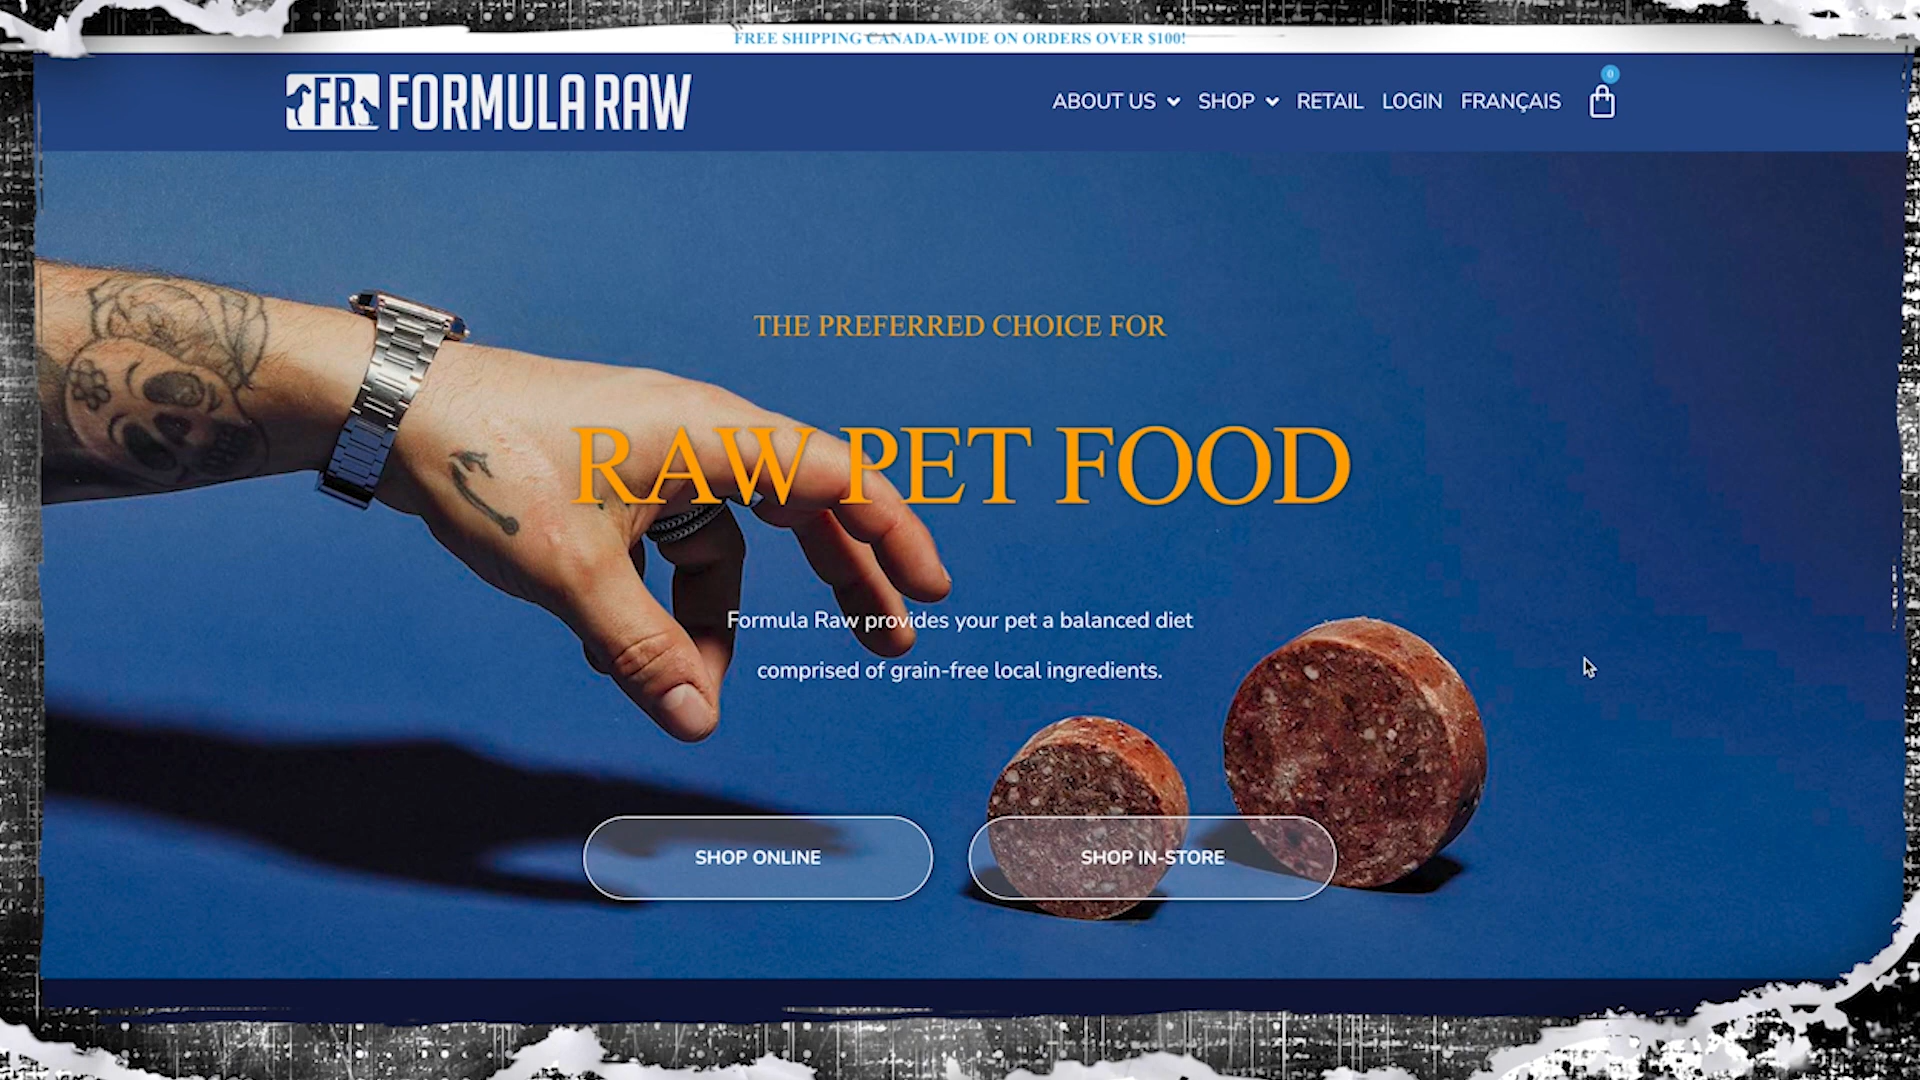 FREE SHIPPING CANADA-WIDE ON ORDERS OVER $100!
FR FORMULA RAW
ABOUT US SHOP RETAIL LOGIN FRANÇAIS
0
THE PREFERRED CHOICE FOR
RAW PET FOOD
Formula Raw provides your pet a balanced diet
comprised of grain-free local ingredients.
SHOP ONLINE SHOP IN-STORE